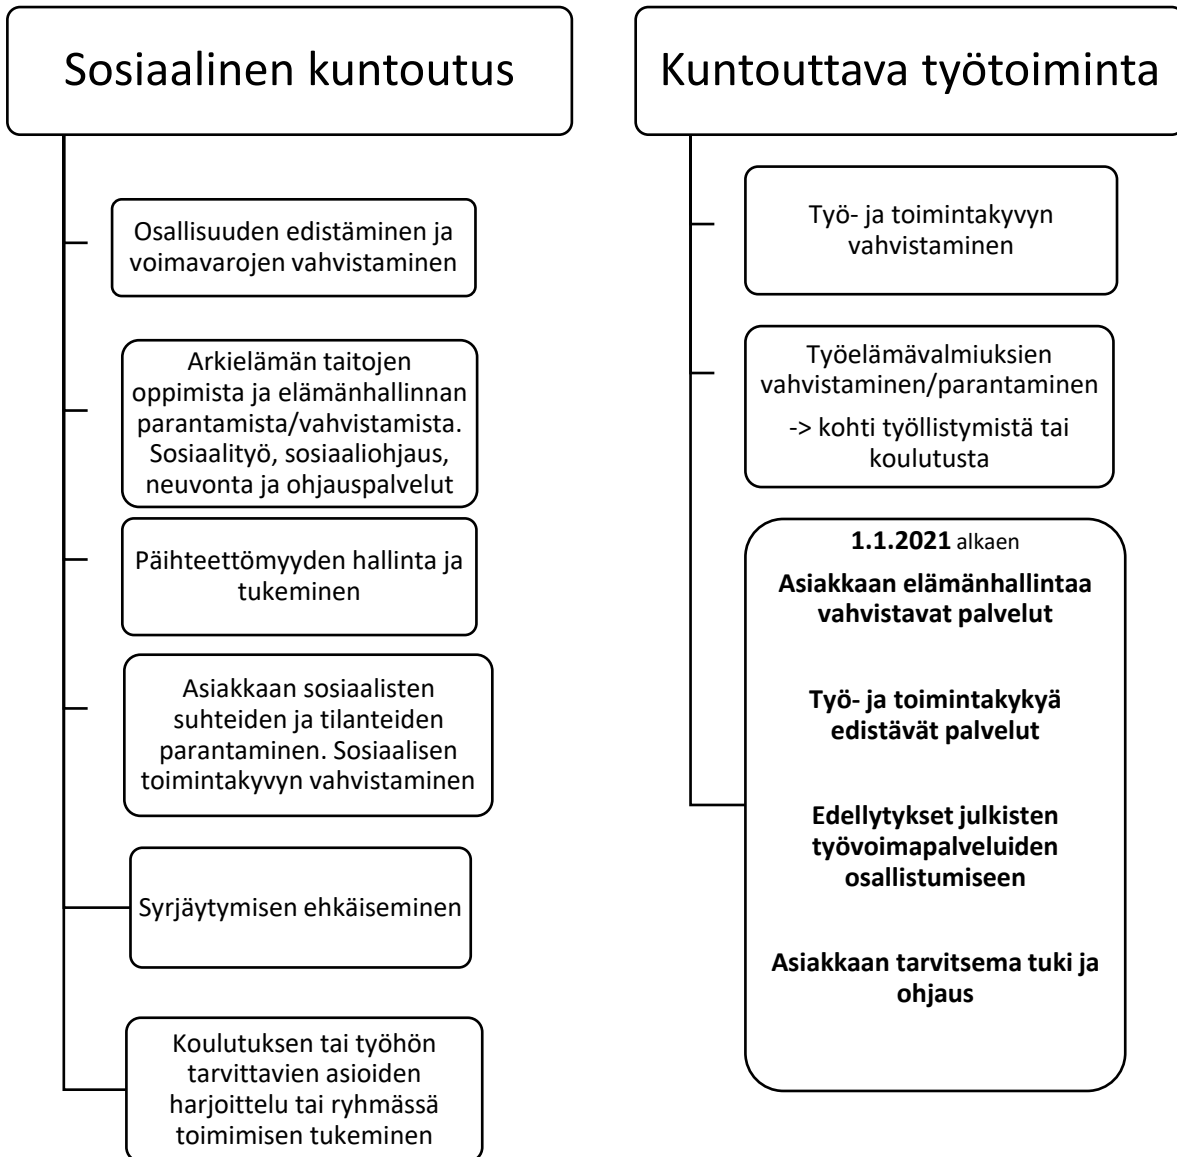 Sosiaalinen kuntoutus
Osallisuuden edistäminen ja
voimavarojen vahvistaminen
Arkielämän taitojen
oppimista ja elämänhallinnan
parantamista/vahvistamista.
Sosiaalityö, sosiaaliohjaus,
neuvonta ja ohjauspalvelut
Päihteettömyyden hallinta ja
tukeminen
Asiakkaan sosiaalisten
suhteiden ja tilanteiden
parantaminen. Sosiaalisen
toimintakyvyn vahvistaminen
Syrjäytymisen ehkäiseminen
Koulutuksen tai työhön
tarvittavien asioiden
harjoittelu tai ryhmässä
toimimisen tukeminen
Kuntouttava työtoiminta
Työ- ja toimintakyvyn
vahvistaminen
Työelämävalmiuksien
vahvistaminen/parantaminen
-> kohti työllistymistä tai
koulutusta
1.1.2021 alkaen
Asiakkaan elämänhallintaa
vahvistavat palvelut
Työ- ja toimintakykyä
edistävät palvelut
Edellytykset julkisten
työvoimapalveluiden
osallistumiseen
Asiakkaan tarvitsema tuki ja
ohjaus